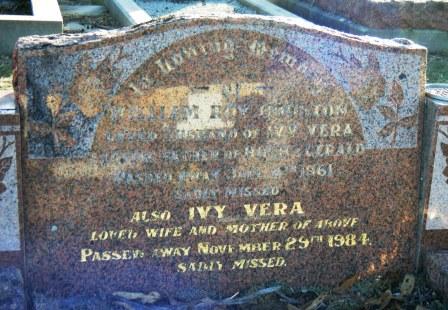 In Loving Memory
OF
WILLIAM ROY
LOVED HUSBAND OF IVY VERA
FATHER OF
PASSED AWAY 1961
SADLY MISSED
ALSO IVY VERA
LOVED WIFE AND MOTHER OF ABOVE
PASSED AWAY NOVEMBER 29TH 1984.
SADLY MISSED.